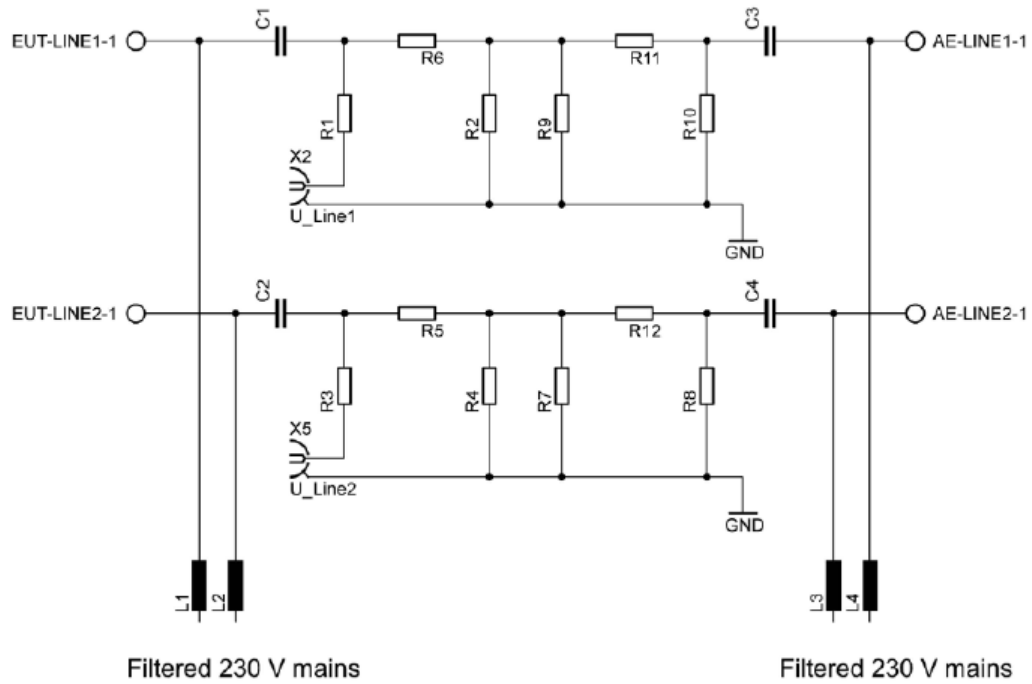 C1
C3
EUT-LINE1-1
AE-LINE1-1
R6
R11
R1
R2
R9
R10
X2
U_Line1
GND
C2
C4
EUT-LINE2-1
AE-LINE2-1
R5
R12
R3
R4
R7
R8
X5
U_Line2
GND
L1
L2
L3
L4
Filtered 230 V mains
Filtered 230 V mains